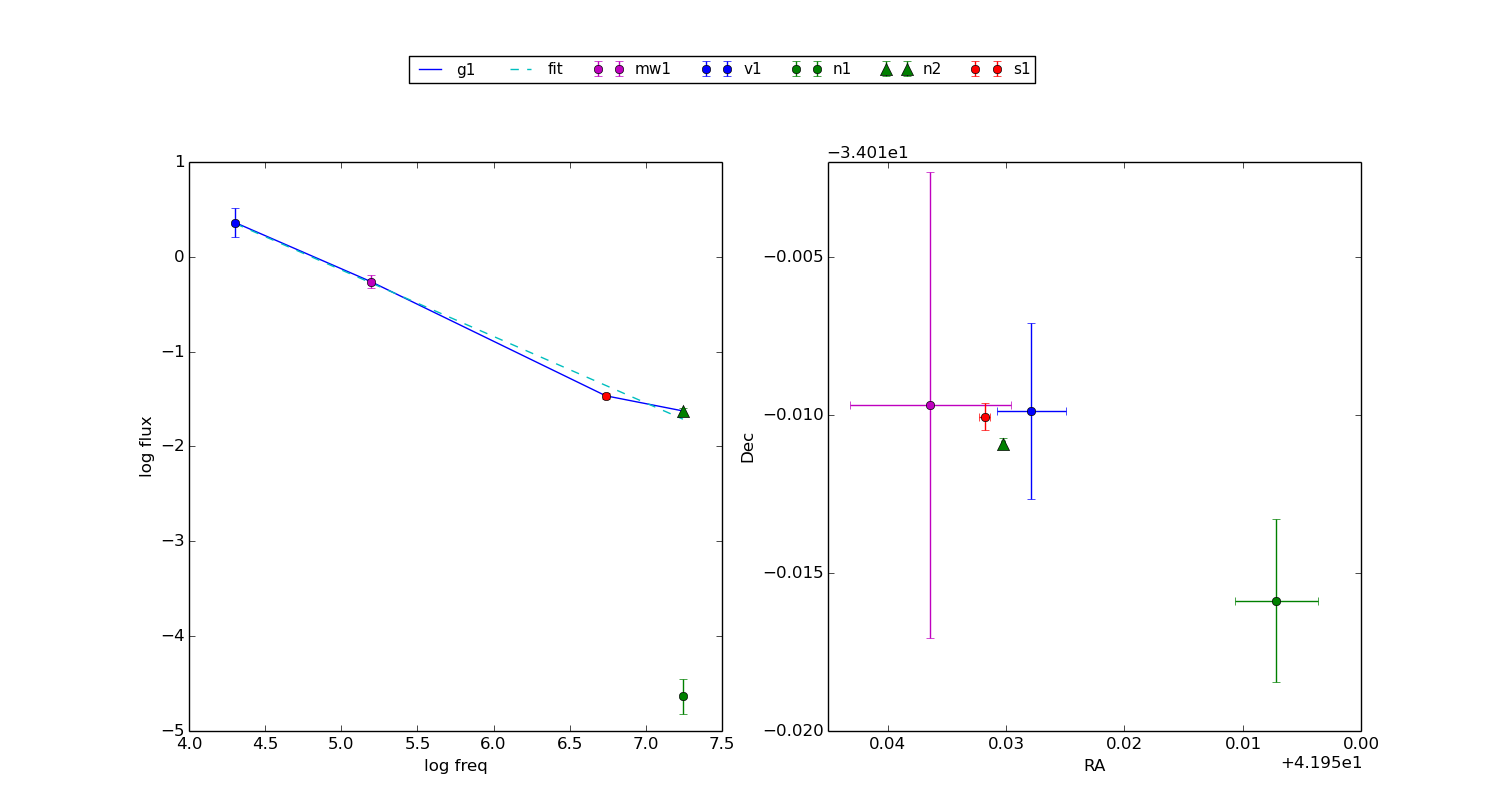 g1 fit mw1 v1 n1 n2 s1
1
0
−1
−2
−3
−4
−5
log flux
4.0 4.5 5.0 5.5 6.0 6.5 7.0 7.5
log freq
−3.401e1
−0.005
−0.010
−0.015
−0.020
Dec
0.04 0.03 0.02 0.01 0.00
RA
+4.195e1